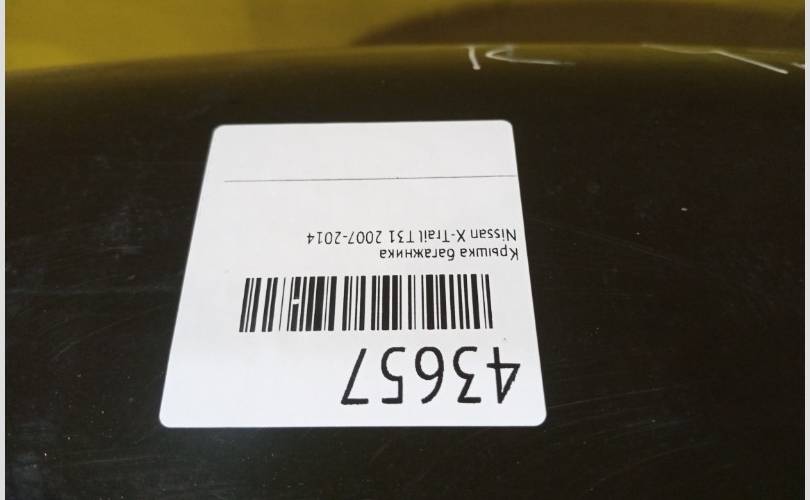 43657
Крышка багажника
Nissan X-Trail T31 2007-2014